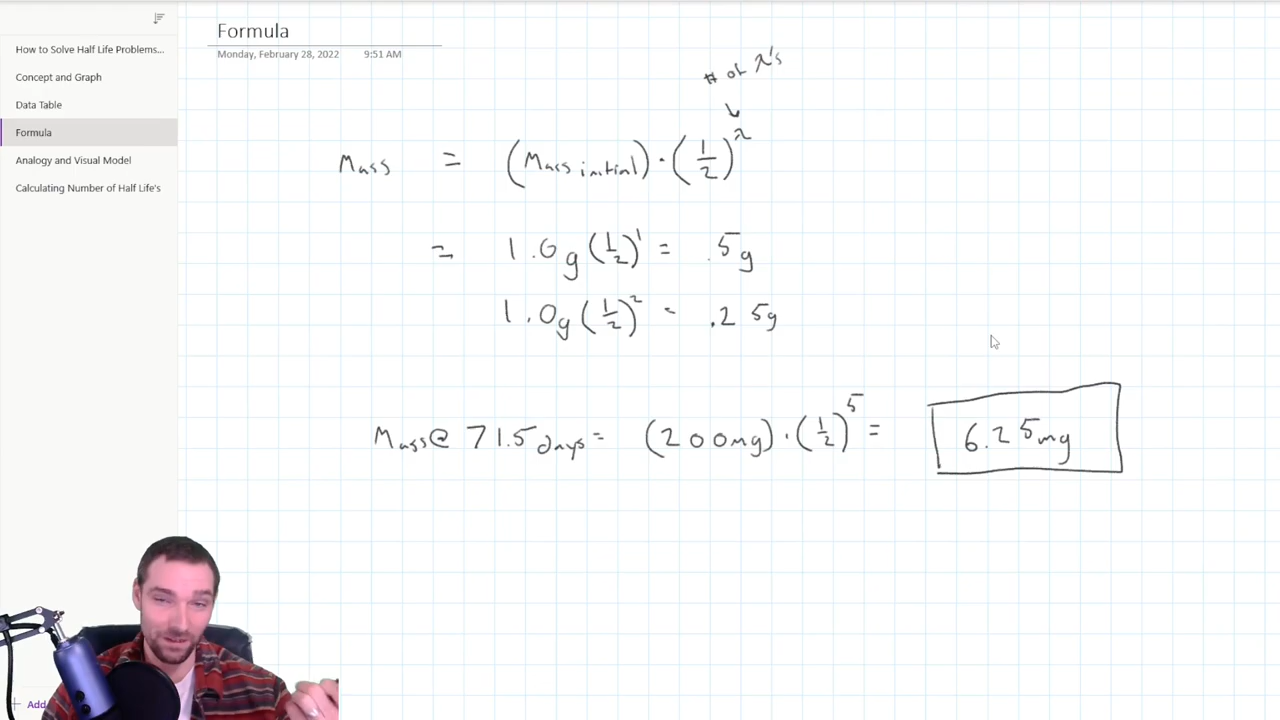 How to Solve Half Life Problems...
Concept and Graph
Data Table
Formula
Analogy and Visual Model
Calculating Number of Half Life's
Add
Formula
Monday, February 28, 2022 9:51 AM
# of λ's
↓
Mass = (Mass initial) · (1/2)^λ
= 1.0g (1/2)^1 = .5g
1.0g (1/2)^2 = .25g
Mass @ 71.5 days = (200mg) · (1/2)^5 = 6.25mg